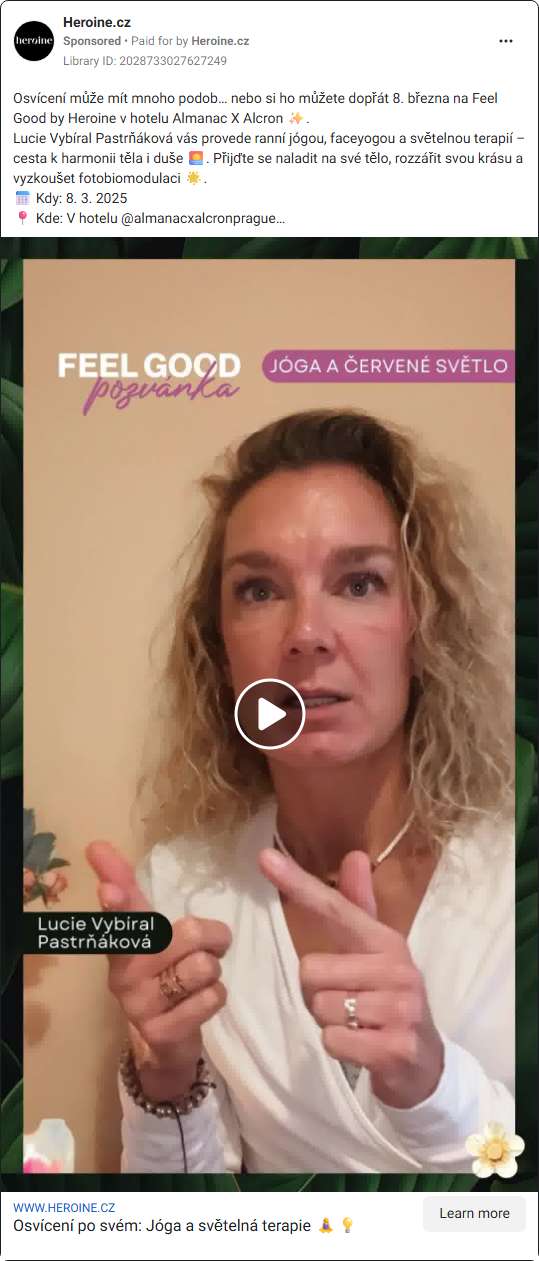 Heroine.cz
Sponsored • Paid for by Heroine.cz
heroine
Library ID: 2028733027627249
Osvícení může mít mnoho podob… nebo si ho můžete dopřát 8. března na Feel
Good by Heroine v hotelu Almanac X Alcron ✨.
Lucie Vybíral Pastrňáková vás provede ranní jógou, faceyogou a světelnou terapií –
cesta k harmonii těla i duše 🌅. Přijďte se naladit na své tělo, rozzářit svou krásu a
vyzkoušet fotobiomodulaci ☀️.
🗓️ Kdy: 8. 3. 2025
📍 Kde: V hotelu @almanacxalcronprague…
FEEL GOOD
pozvánka
JÓGA A ČERVENÉ SVĚTLO
Lucie Vybíral
Pastrňáková
WWW.HEROINE.CZ
Osvícení po svém: Jóga a světelná terapie 🧘💡
Learn more